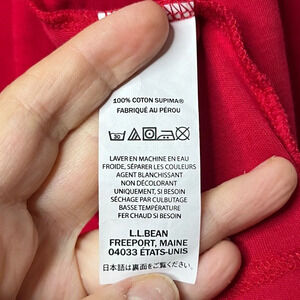 100% COTON SUPIMA®
FABRIQUÉ AU PÉROU
30
LAVER EN MACHINE EN EAU
FROIDE, SÉPARER LES COULEURS
AGENT BLANCHISSANT
NON DÉCOLORANT
UNIQUEMENT, SI BESOIN
SÉCHAGE PAR CULBUTAGE
BASSE TEMPÉRATURE
FER CHAUD SI BESOIN
L.L.BEAN
FREEPORT, MAINE
04033 ÉTATS-UNIS
日本語は裏面をご覧ください